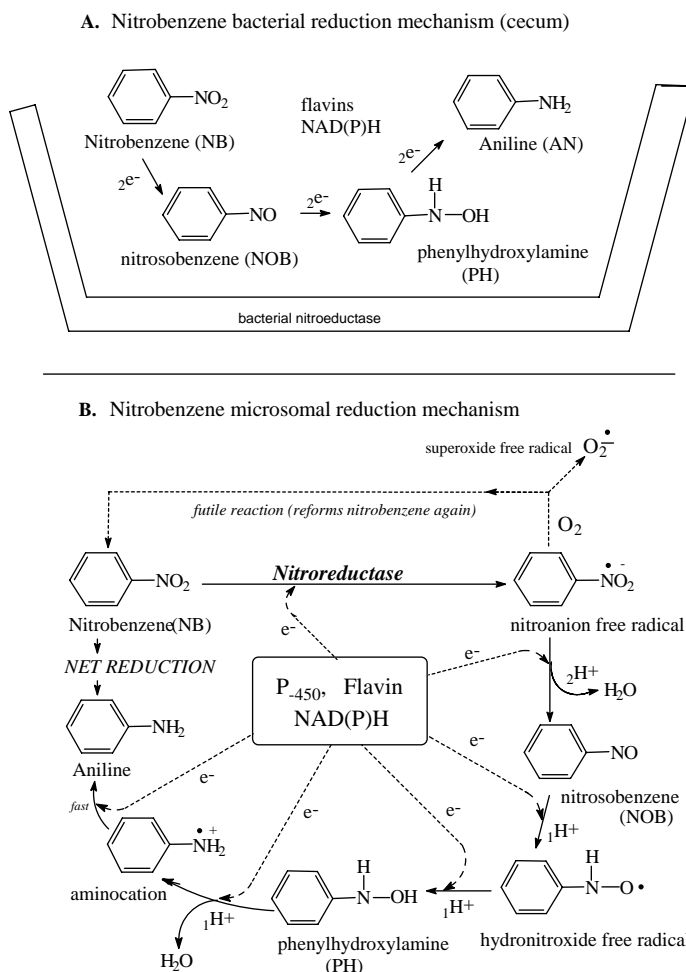 A. Nitrobenzene bacterial reduction mechanism (cecum)
NO2
Nitrobenzene (NB)
flavins
NAD(P)H
NH2
Aniline (AN)
2e-
NO
nitrosobenzene (NOB)
2e-
2e-
H
N
OH
phenylhydroxylamine
(PH)
bacterial nitroeductase
B. Nitrobenzene microsomal reduction mechanism
superoxide free radical O2•−
futile reaction (reforms nitrobenzene again)
O2
NO2
Nitrobenzene(NB)
Nitroreductase
e-
• -
NO2
nitroanion free radical
NET REDUCTION
P-450, Flavin
NAD(P)H
e-
2H+
H2O
NH2
Aniline
NO
nitrosobenzene
(NOB)
fast
e-
e-
e-
e-
1H+
• +
NH2
aminocation
1H+
H2O
H
N
OH
phenylhydroxylamine
(PH)
1H+
H
N
O •
hydronitroxide free radical